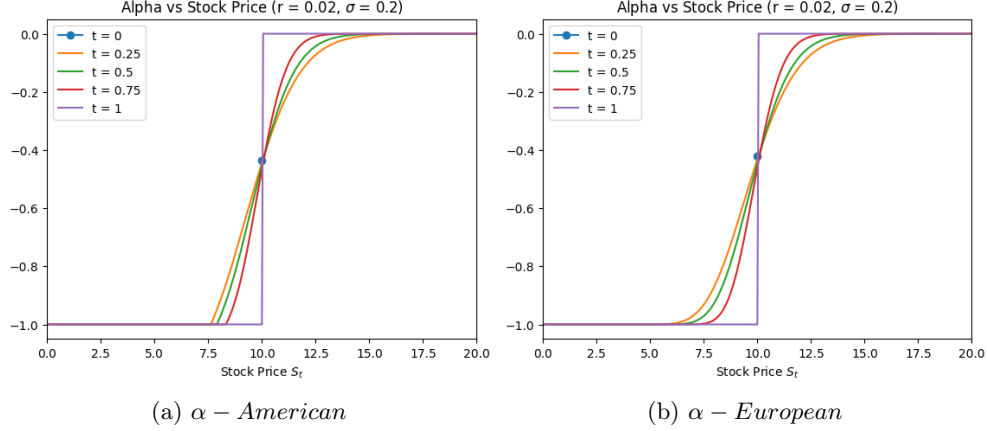 Alpha vs Stock Price (r = 0.02, σ = 0.2)
0.0
−0.2
−0.4
−0.6
−0.8
−1.0
t = 0
t = 0.25
t = 0.5
t = 0.75
t = 1
0.0 2.5 5.0 7.5 10.0 12.5 15.0 17.5 20.0
Stock Price St
(a) α − American
Alpha vs Stock Price (r = 0.02, σ = 0.2)
0.0
−0.2
−0.4
−0.6
−0.8
−1.0
t = 0
t = 0.25
t = 0.5
t = 0.75
t = 1
0.0 2.5 5.0 7.5 10.0 12.5 15.0 17.5 20.0
Stock Price St
(b) α − European